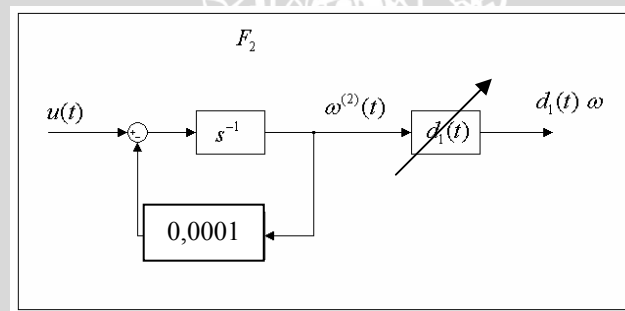 F₂
u(t)
+
-
s⁻¹
ω⁽²⁾(t)
d₁(t)
d₁(t) ω
0,0001